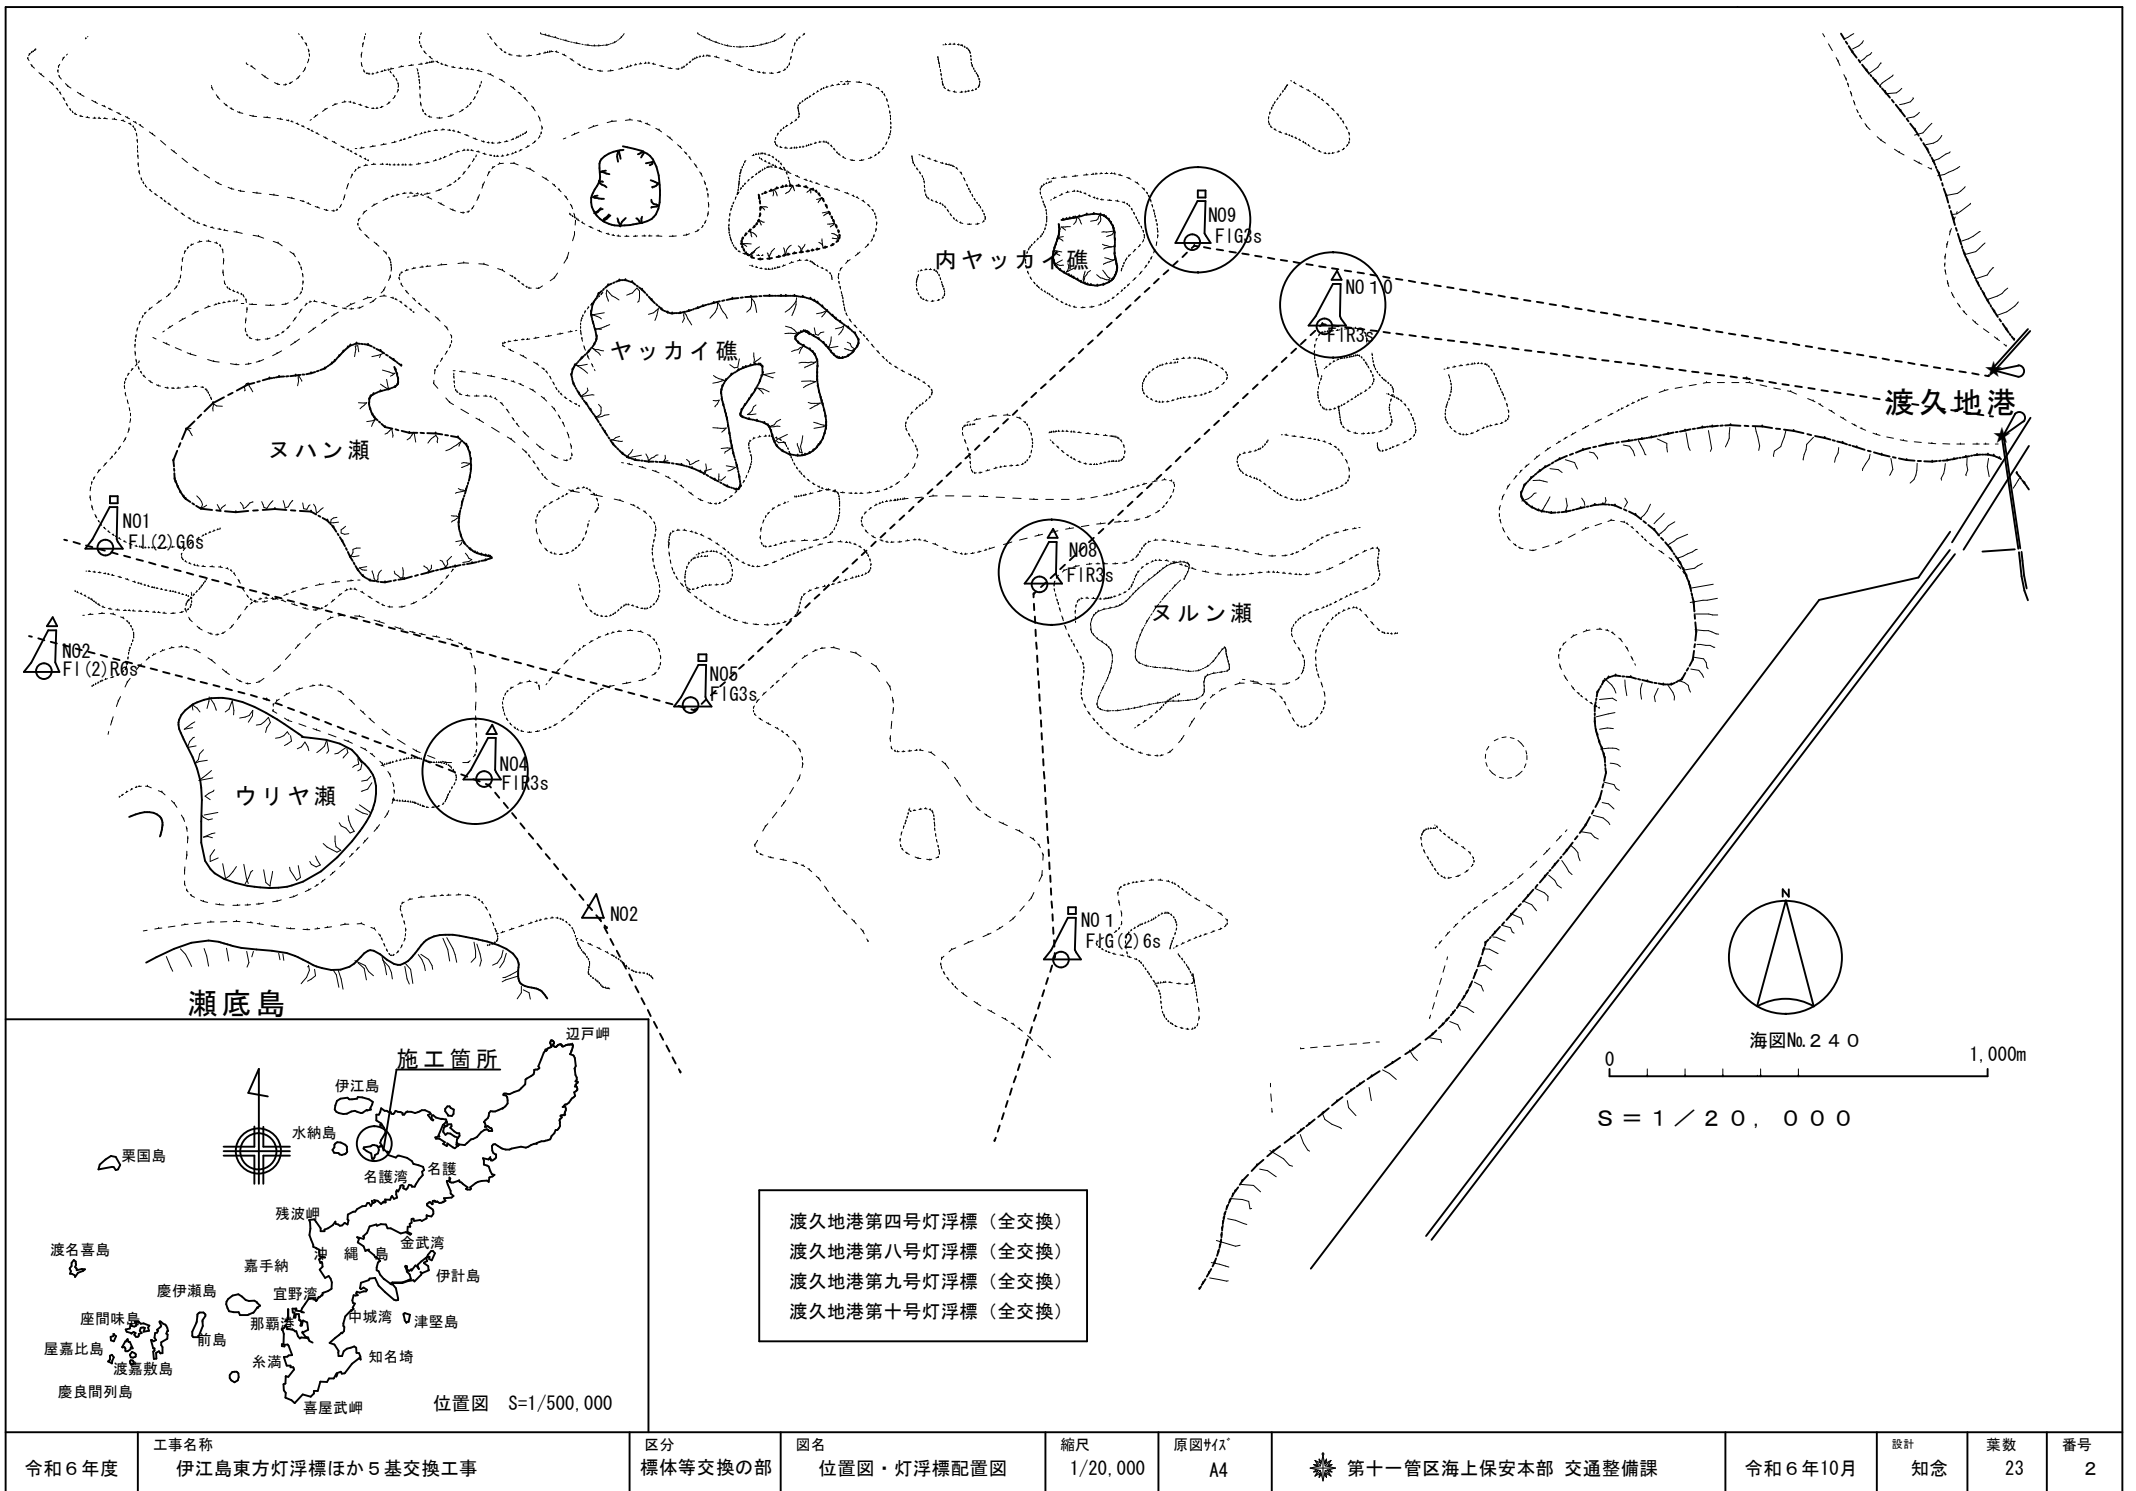 NO9
FlG3s
内ヤッカイ礁
NO10
FlR3s
ヤッカイ礁
渡久地港
ヌハン瀬
NO1
Fl(2)G6s
NO8
FlR3s
ヌルン瀬
NO2
Fl(2)R6s
NO5
FlG3s
NO4
FlR3s
ウリヤ瀬
NO2
NO1
FlG(2)6s
瀬底島
N
海図№240
0 1,000m
S=1/20,000
辺戸岬
施工箇所
伊江島
水納島
粟国島
名護湾
名護
残波岬
渡名喜島
沖縄島
金武湾
嘉手納
伊計島
慶伊瀬島
宜野湾
座間味島
那覇港
中城湾
津堅島
前島
屋嘉比島
渡嘉敷島
糸満
知名埼
慶良間列島
喜屋武岬
位置図 S=1/500,000
渡久地港第四号灯浮標(全交換)
渡久地港第八号灯浮標(全交換)
渡久地港第九号灯浮標(全交換)
渡久地港第十号灯浮標(全交換)
令和6年度
工事名称
伊江島東方灯浮標ほか5基交換工事
区分
標体等交換の部
図名
位置図・灯浮標配置図
縮尺
1/20,000
原図サイズ
A4
第十一管区海上保安本部 交通整備課
令和6年10月
設計
知念
葉数
23
番号
2